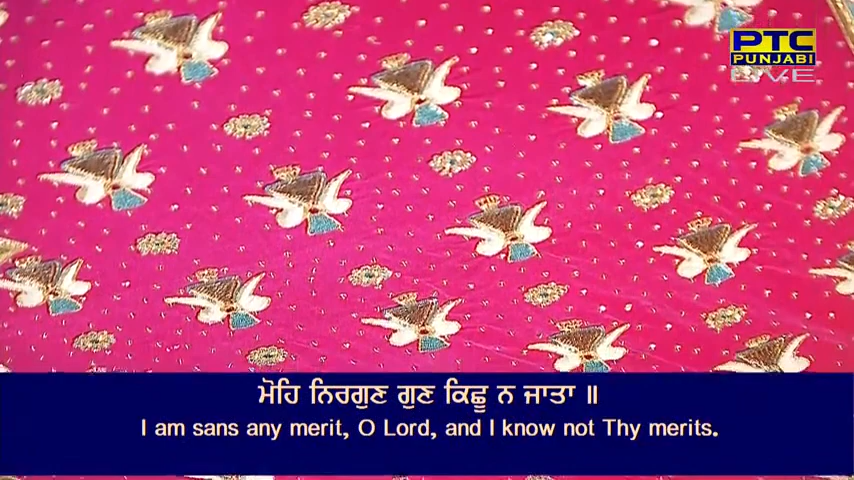 PTC
PUNJABI
LIVE
ਮੋਹਿ ਨਿਰਗੁਣ ਗੁਣ ਕਿਛੂ ਨ ਜਾਤਾ ॥
I am sans any merit, O Lord, and I know not Thy merits.